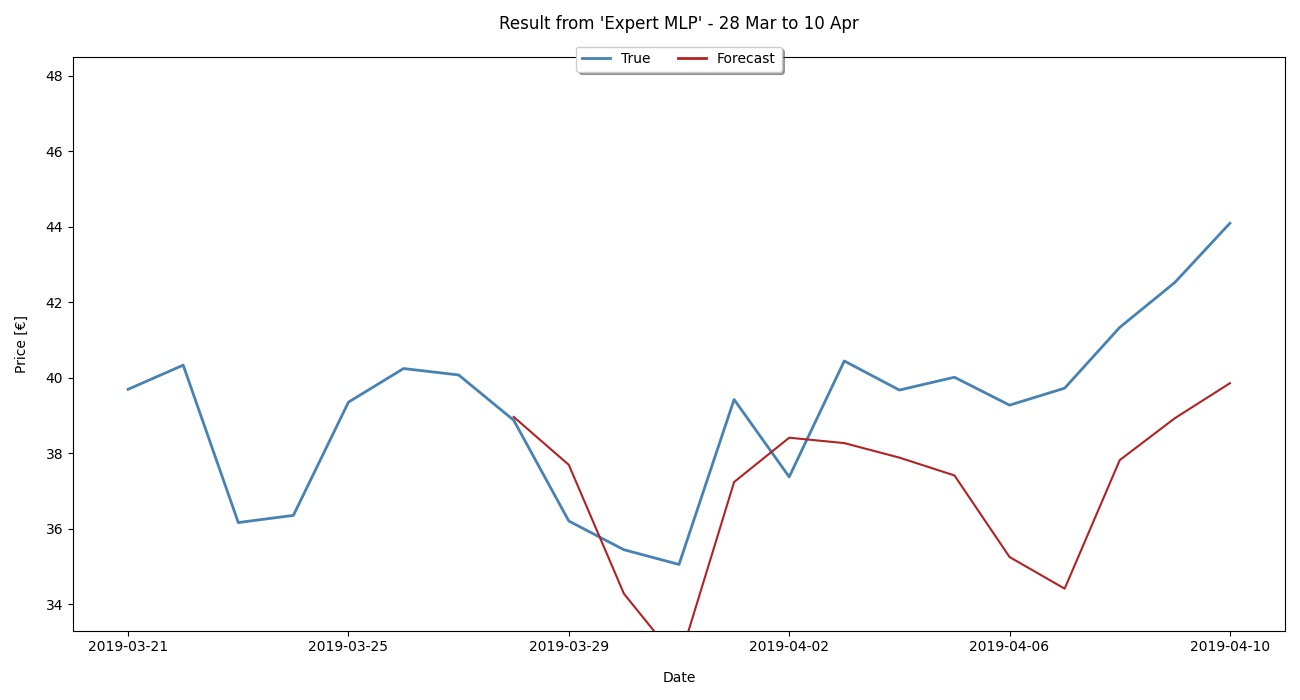 Result from 'Expert MLP' - 28 Mar to 10 Apr
True Forecast
48
46
44
42
40
38
36
34
Price [€]
2019-03-21 2019-03-25 2019-03-29 2019-04-02 2019-04-06 2019-04-10
Date